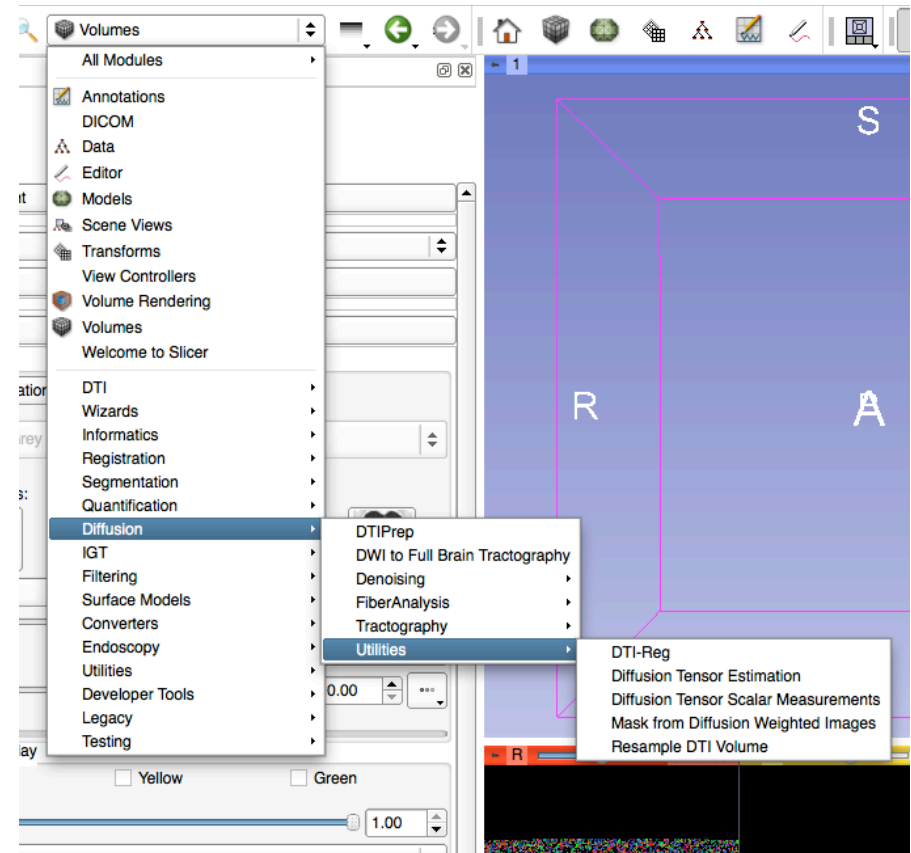 Volumes
All Modules
1
Annotations
S
DICOM
Data
Editor
Models
Scene Views
Transforms
View Controllers
Volume Rendering
Volumes
Welcome to Slicer
DTI
R
A
Wizards
Informatics
Registration
Segmentation
s:
Quantification
Diffusion
DTIPrep
IGT
DWI to Full Brain Tractography
Filtering
Denoising
Surface Models
FiberAnalysis
Converters
Tractography
Endoscopy
Utilities
DTI-Reg
Utilities
Diffusion Tensor Estimation
Developer Tools
0.00
Diffusion Tensor Scalar Measurements
Legacy
Mask from Diffusion Weighted Images
Testing
Resample DTI Volume
lay
R
Yellow
Green
1.00